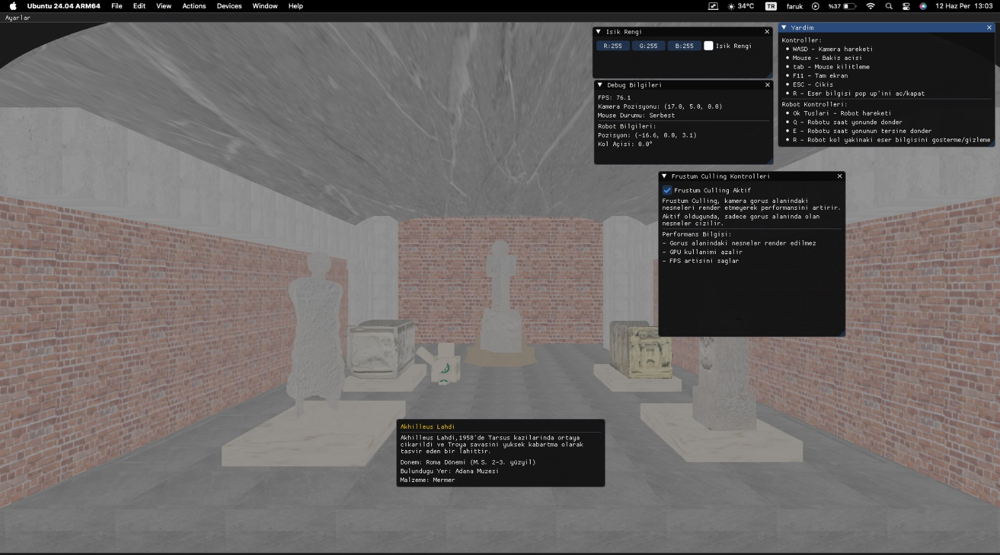 Ubuntu 24.04 ARM64 File Edit View Actions Devices Window Help 34°C TR faruk %37 12 Haz Per 13:03
Ayarlar
Isik Rengi
R:255 G:255 B:255 Isik Rengi
Debug Bilgileri
FPS: 76.1
Kamera Pozisyonu: (17.0, 5.0, 0.0)
Mouse Durumu: Serbest
Robot Bilgileri:
Pozisyon: (-16.6, 0.0, 3.1)
Kol Açisi: 0.0°
Yardim
Kontroller:
• WASD - Kamera hareketi
• Mouse - Bakis acisi
• tab - Mouse kilitleme
• F11 - Tam ekran
• ESC - Cikis
• R - Eser bilgisi pop up'ini ac/kapat
Robot Kontrolleri:
• Ok Tuslari - Robot hareketi
• Q - Robotu saat yonunde donder
• E - Robotu saat yonunun tersine donder
• R - Robot kol yakinaki eser bilgisini gosterme/gizleme
Frustum Culling Kontrolleri
Frustum Culling Aktif
Frustum Culling, kamera gorus alanindaki
nesneleri render etmeyerek performansini artirir.
Aktif oldugunda, sadece gorus alaninda olan
nesneler cizilir.
Performans Bilgisi:
- Gorus alanindaki nesneler render edilmez
- GPU kullanimi azalir
- FPS artisini saglar
Akhilleus Lahdi
Akhilleus Lahdi,1958'de Tarsus kazilarinda ortaya
cikarildi ve Troya savasini yuksek kabartma olarak
tasvir eden bir lahittir.
Donem: Roma Dönemi (M.S. 2-3. yüzyil)
Bulundugu Yer: Adana Muzesi
Malzeme: Mermer